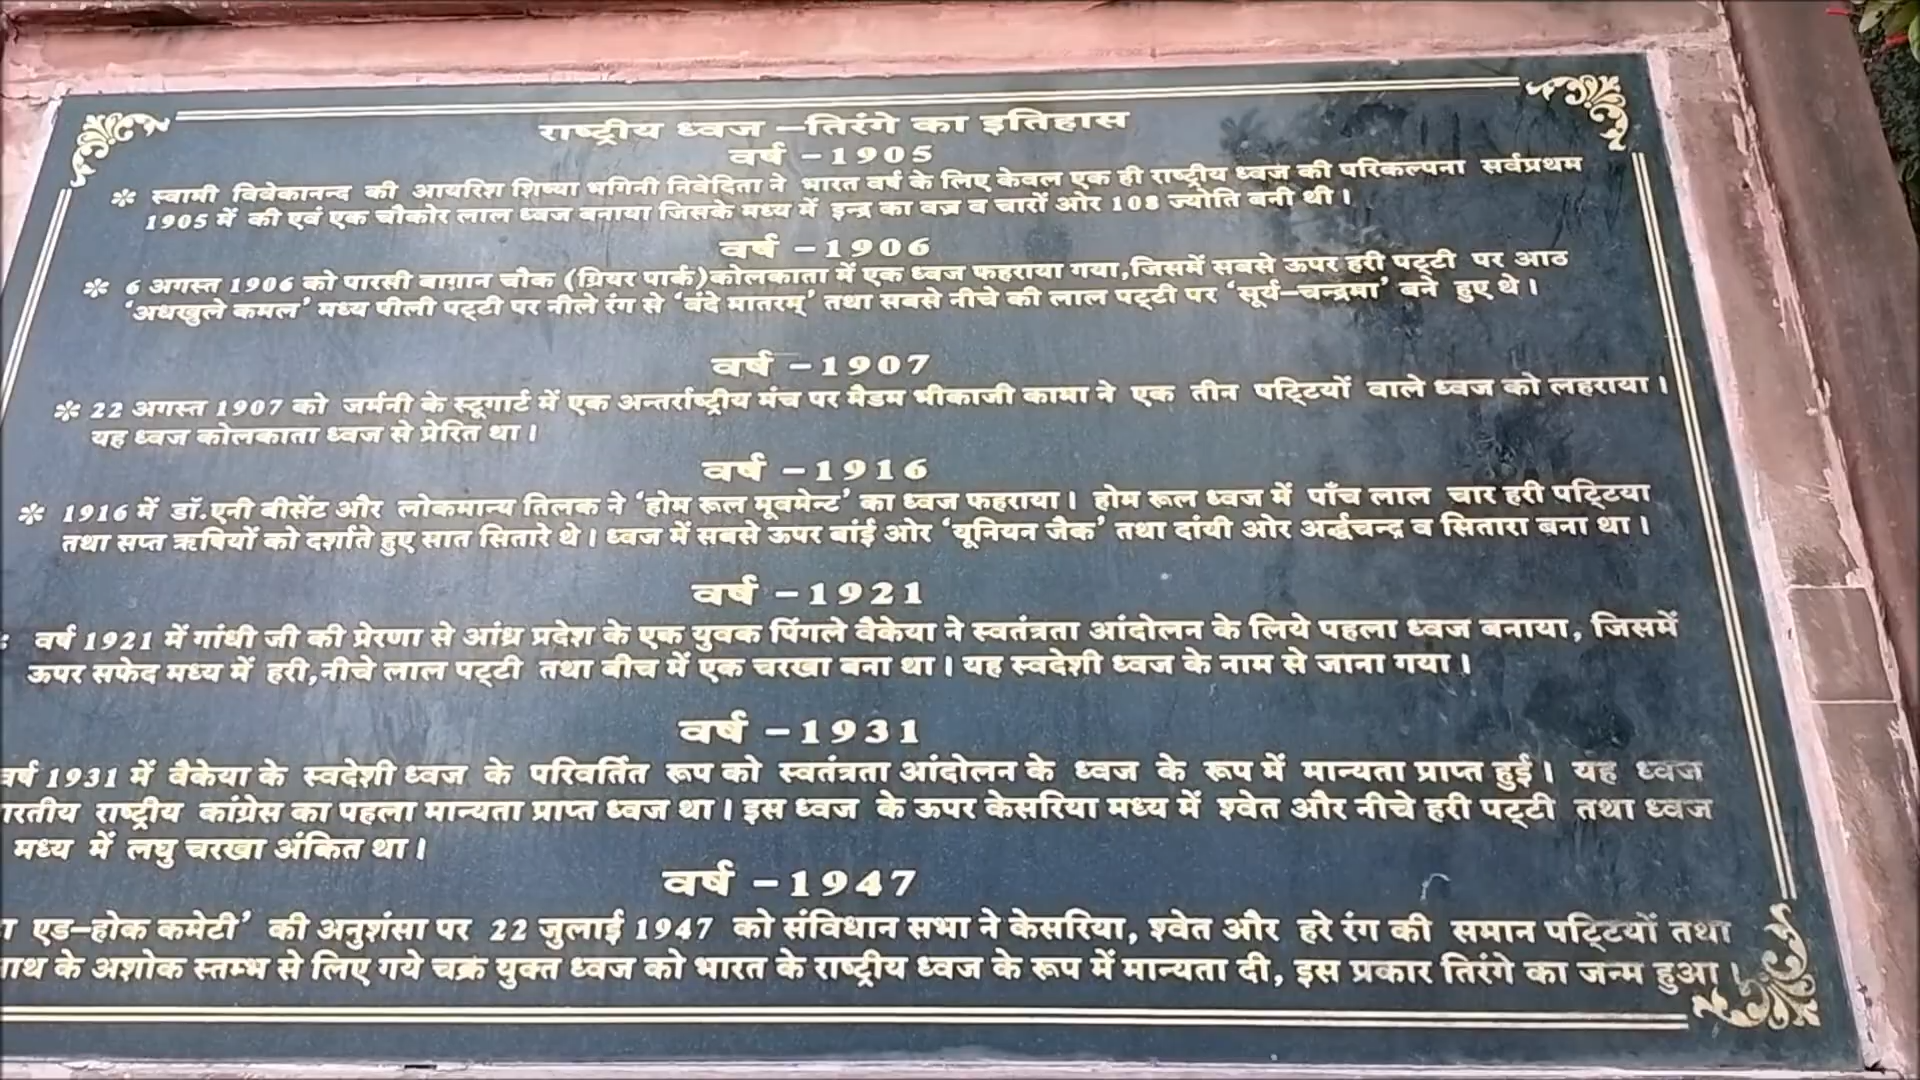 राष्ट्रीय ध्वज –तिरंगे का इतिहास
वर्ष –1905
❇ स्वामी विवेकानन्द की आयरिश शिष्या भगिनी निवेदिता ने भारत वर्ष के लिए केवल एक ही राष्ट्रीय ध्वज की परिकल्पना सर्वप्रथम
1905 में की एवं एक चौकोर लाल ध्वज बनाया जिसके मध्य में इन्द्र का वज्र व चारों ओर 108 ज्योति बनी थी।
वर्ष –1906
❇ 6 अगस्त 1906 को पारसी बाग़ान चौक (ग्रियर पार्क)कोलकाता में एक ध्वज फहराया गया,जिसमें सबसे ऊपर हरी पट्टी पर आठ
‘अधखुले कमल’ मध्य पीली पट्टी पर नीले रंग से ‘बंदे मातरम्’ तथा सबसे नीचे की लाल पट्टी पर ‘सूर्य–चन्द्रमा’ बने हुए थे।
वर्ष –1907
❇ 22 अगस्त 1907 को जर्मनी के स्टूगार्ट में एक अन्तर्राष्ट्रीय मंच पर मैडम भीकाजी कामा ने एक तीन पट्टियों वाले ध्वज को लहराया।
यह ध्वज कोलकाता ध्वज से प्रेरित था।
वर्ष –1916
❇ 1916 में डॉ.एनी बीसेंट और लोकमान्य तिलक ने ‘होम रूल मूवमेन्ट’ का ध्वज फहराया। होम रूल ध्वज में पाँच लाल चार हरी पट्टिया
तथा सप्त ऋषियों को दर्शाते हुए सात सितारे थे। ध्वज में सबसे ऊपर बांई ओर ‘यूनियन जैक’ तथा दांयी ओर अर्द्धचन्द्र व सितारा बना था।
वर्ष –1921
वर्ष 1921 में गांधी जी की प्रेरणा से आंध्र प्रदेश के एक युवक पिंगले वैकेया ने स्वतंत्रता आंदोलन के लिये पहला ध्वज बनाया, जिसमें
ऊपर सफेद मध्य में हरी,नीचे लाल पट्टी तथा बीच में एक चरखा बना था। यह स्वदेशी ध्वज के नाम से जाना गया।
वर्ष –1931
वर्ष 1931 में वैकेया के स्वदेशी ध्वज के परिवर्तित रूप को स्वतंत्रता आंदोलन के ध्वज के रूप में मान्यता प्राप्त हुई। यह ध्वज
राष्ट्रीय कांग्रेस का पहला मान्यता प्राप्त ध्वज था। इस ध्वज के ऊपर केसरिया मध्य में श्वेत और नीचे हरी पट्टी तथा ध्वज
मध्य में लघु चरखा अंकित था।
वर्ष –1947
एड–होक कमेटी’ की अनुशंसा पर 22 जुलाई 1947 को संविधान सभा ने केसरिया, श्वेत और हरे रंग की समान पट्टियों तथा
के अशोक स्तम्भ से लिए गये चक्र युक्त ध्वज को भारत के राष्ट्रीय ध्वज के रूप में मान्यता दी, इस प्रकार तिरंगे का जन्म हुआ।